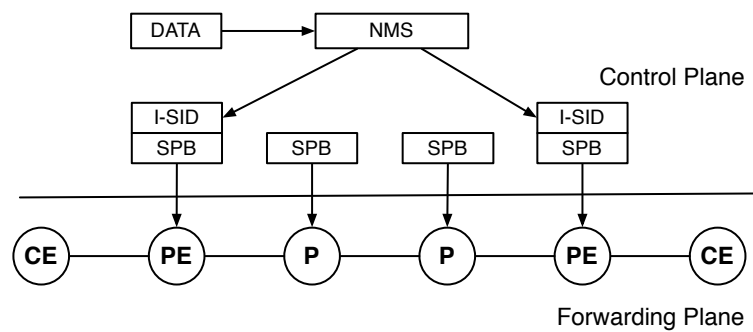 DATA
NMS
Control Plane
I-SID
SPB
SPB
SPB
I-SID
SPB
CE
PE
P
P
PE
CE
Forwarding Plane